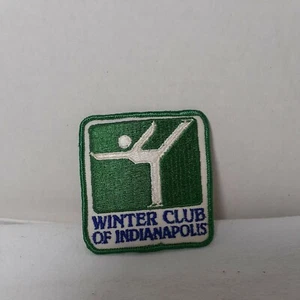 WINTER CLUB
OF INDIANAPOLIS